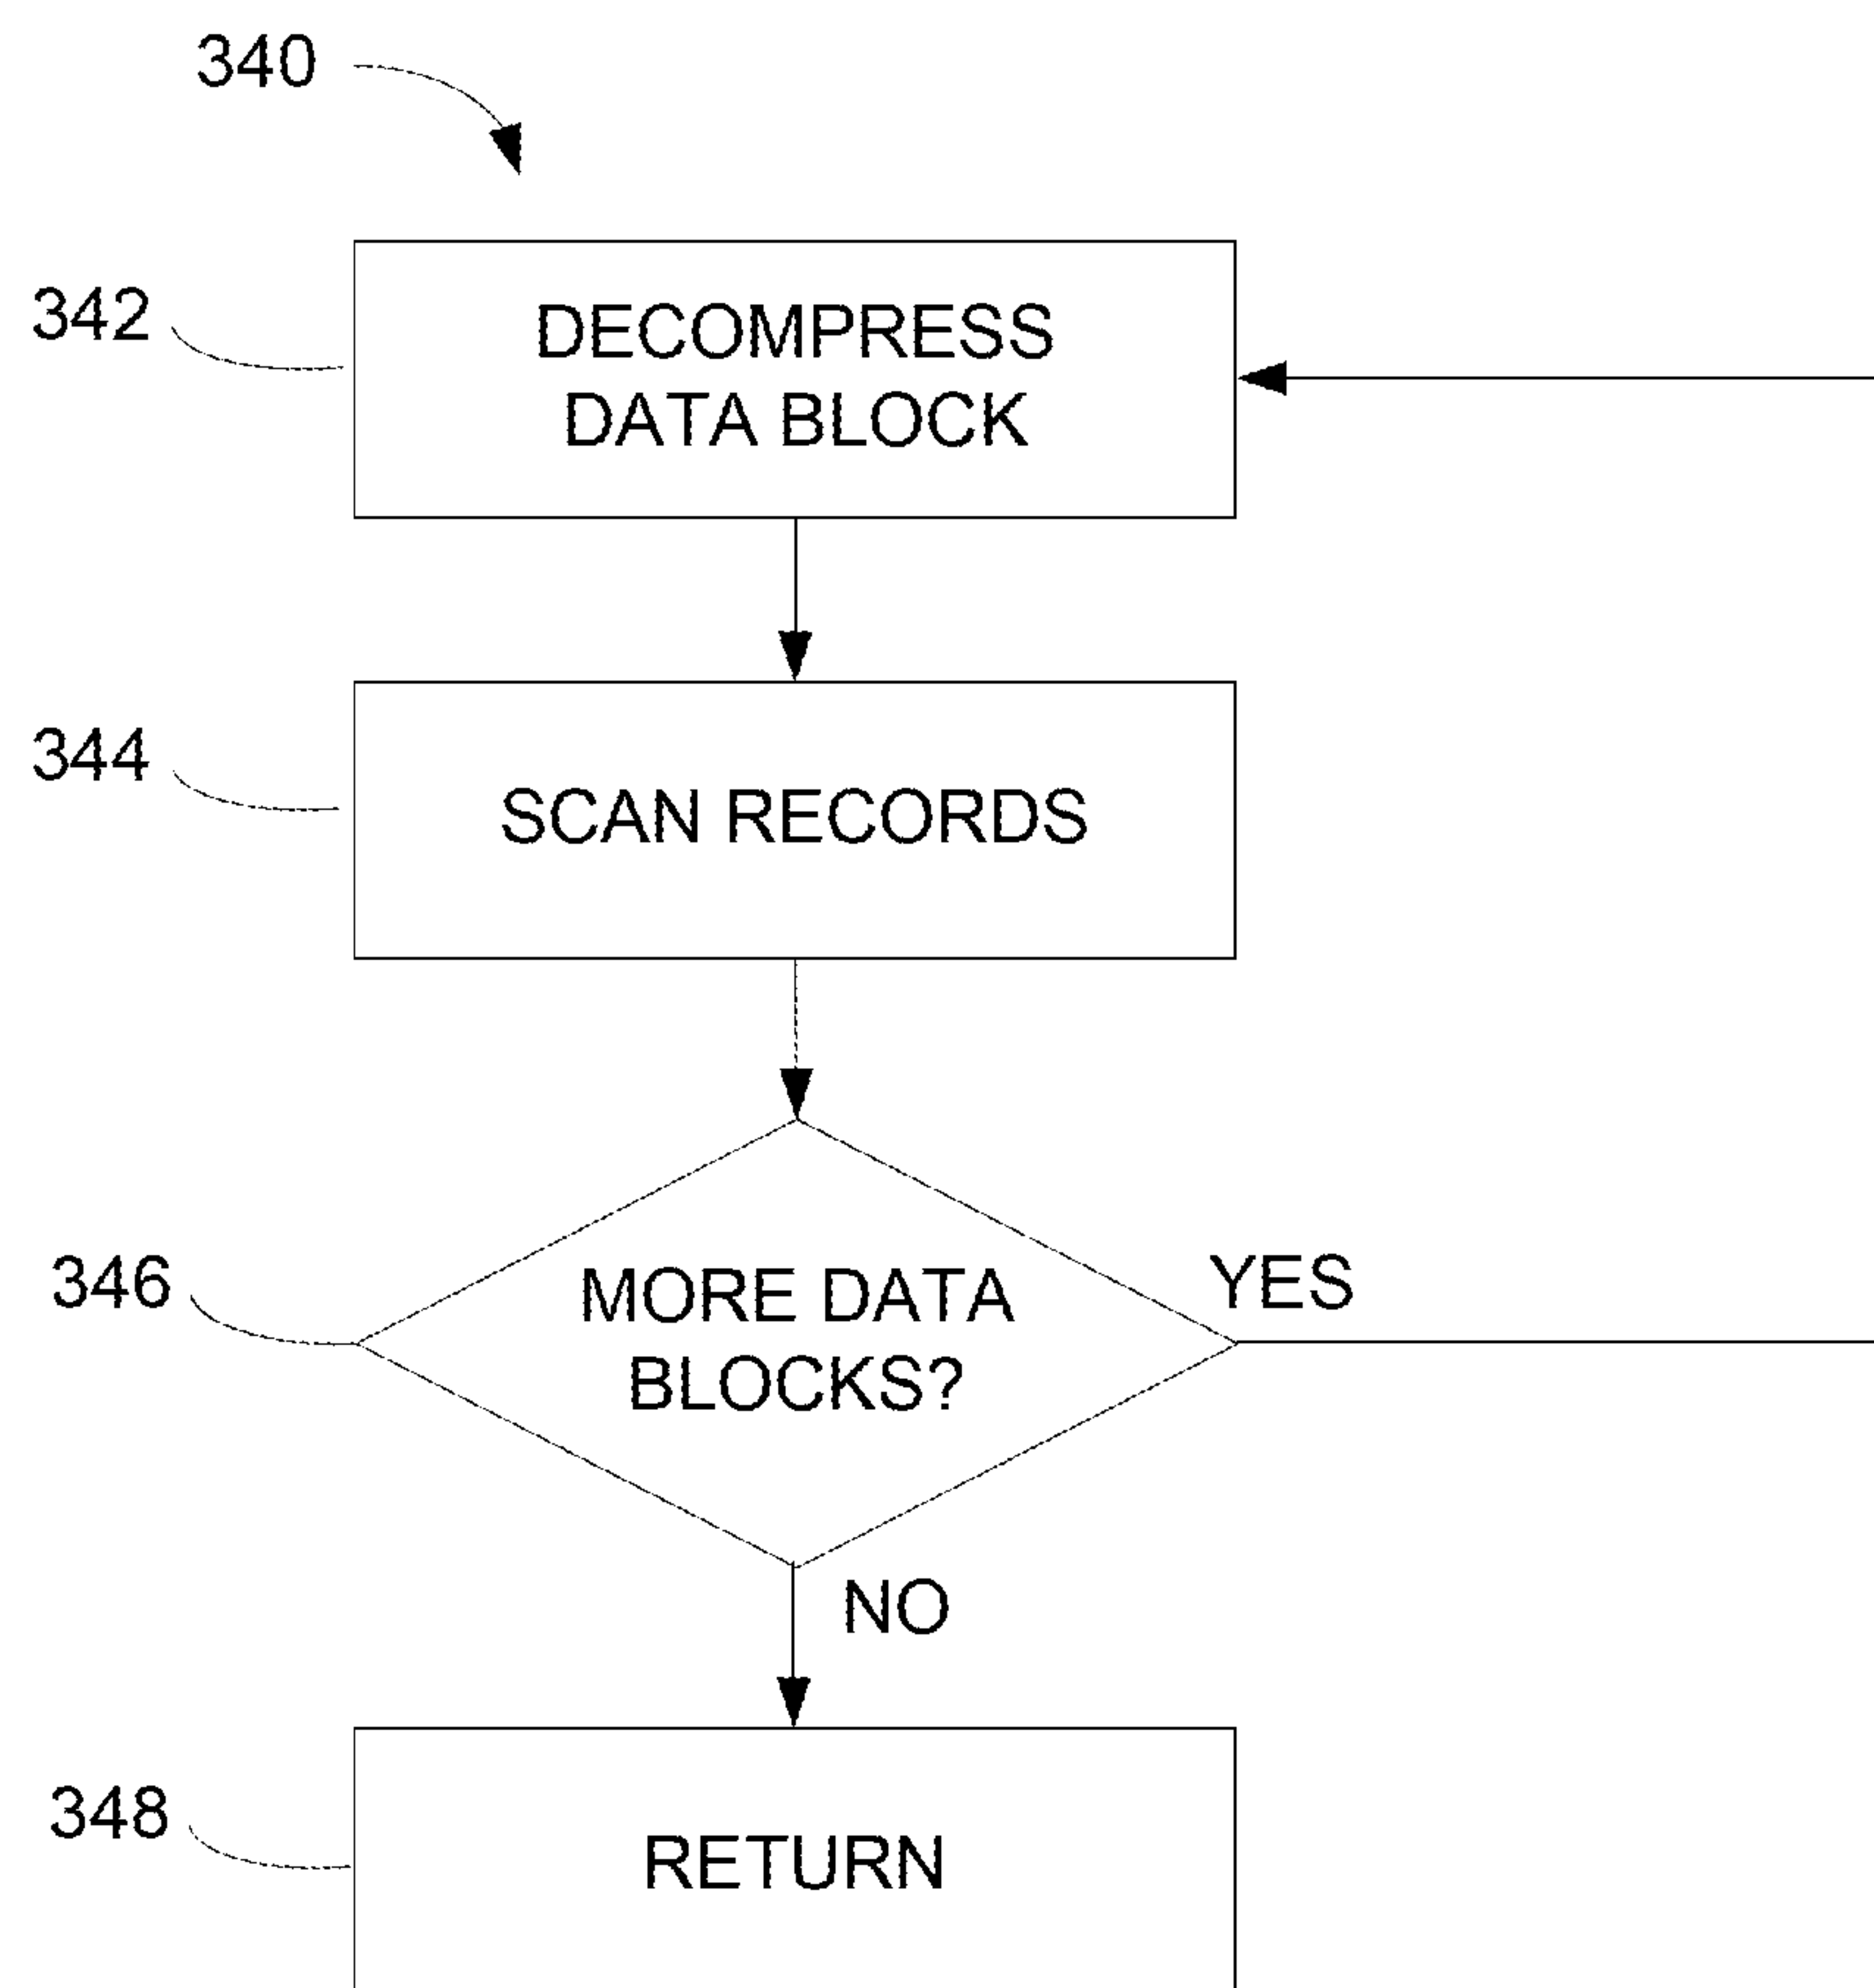 340
342
DECOMPRESS
DATA BLOCK
344
SCAN RECORDS
346
MORE DATA
BLOCKS?
YES
NO
348
RETURN